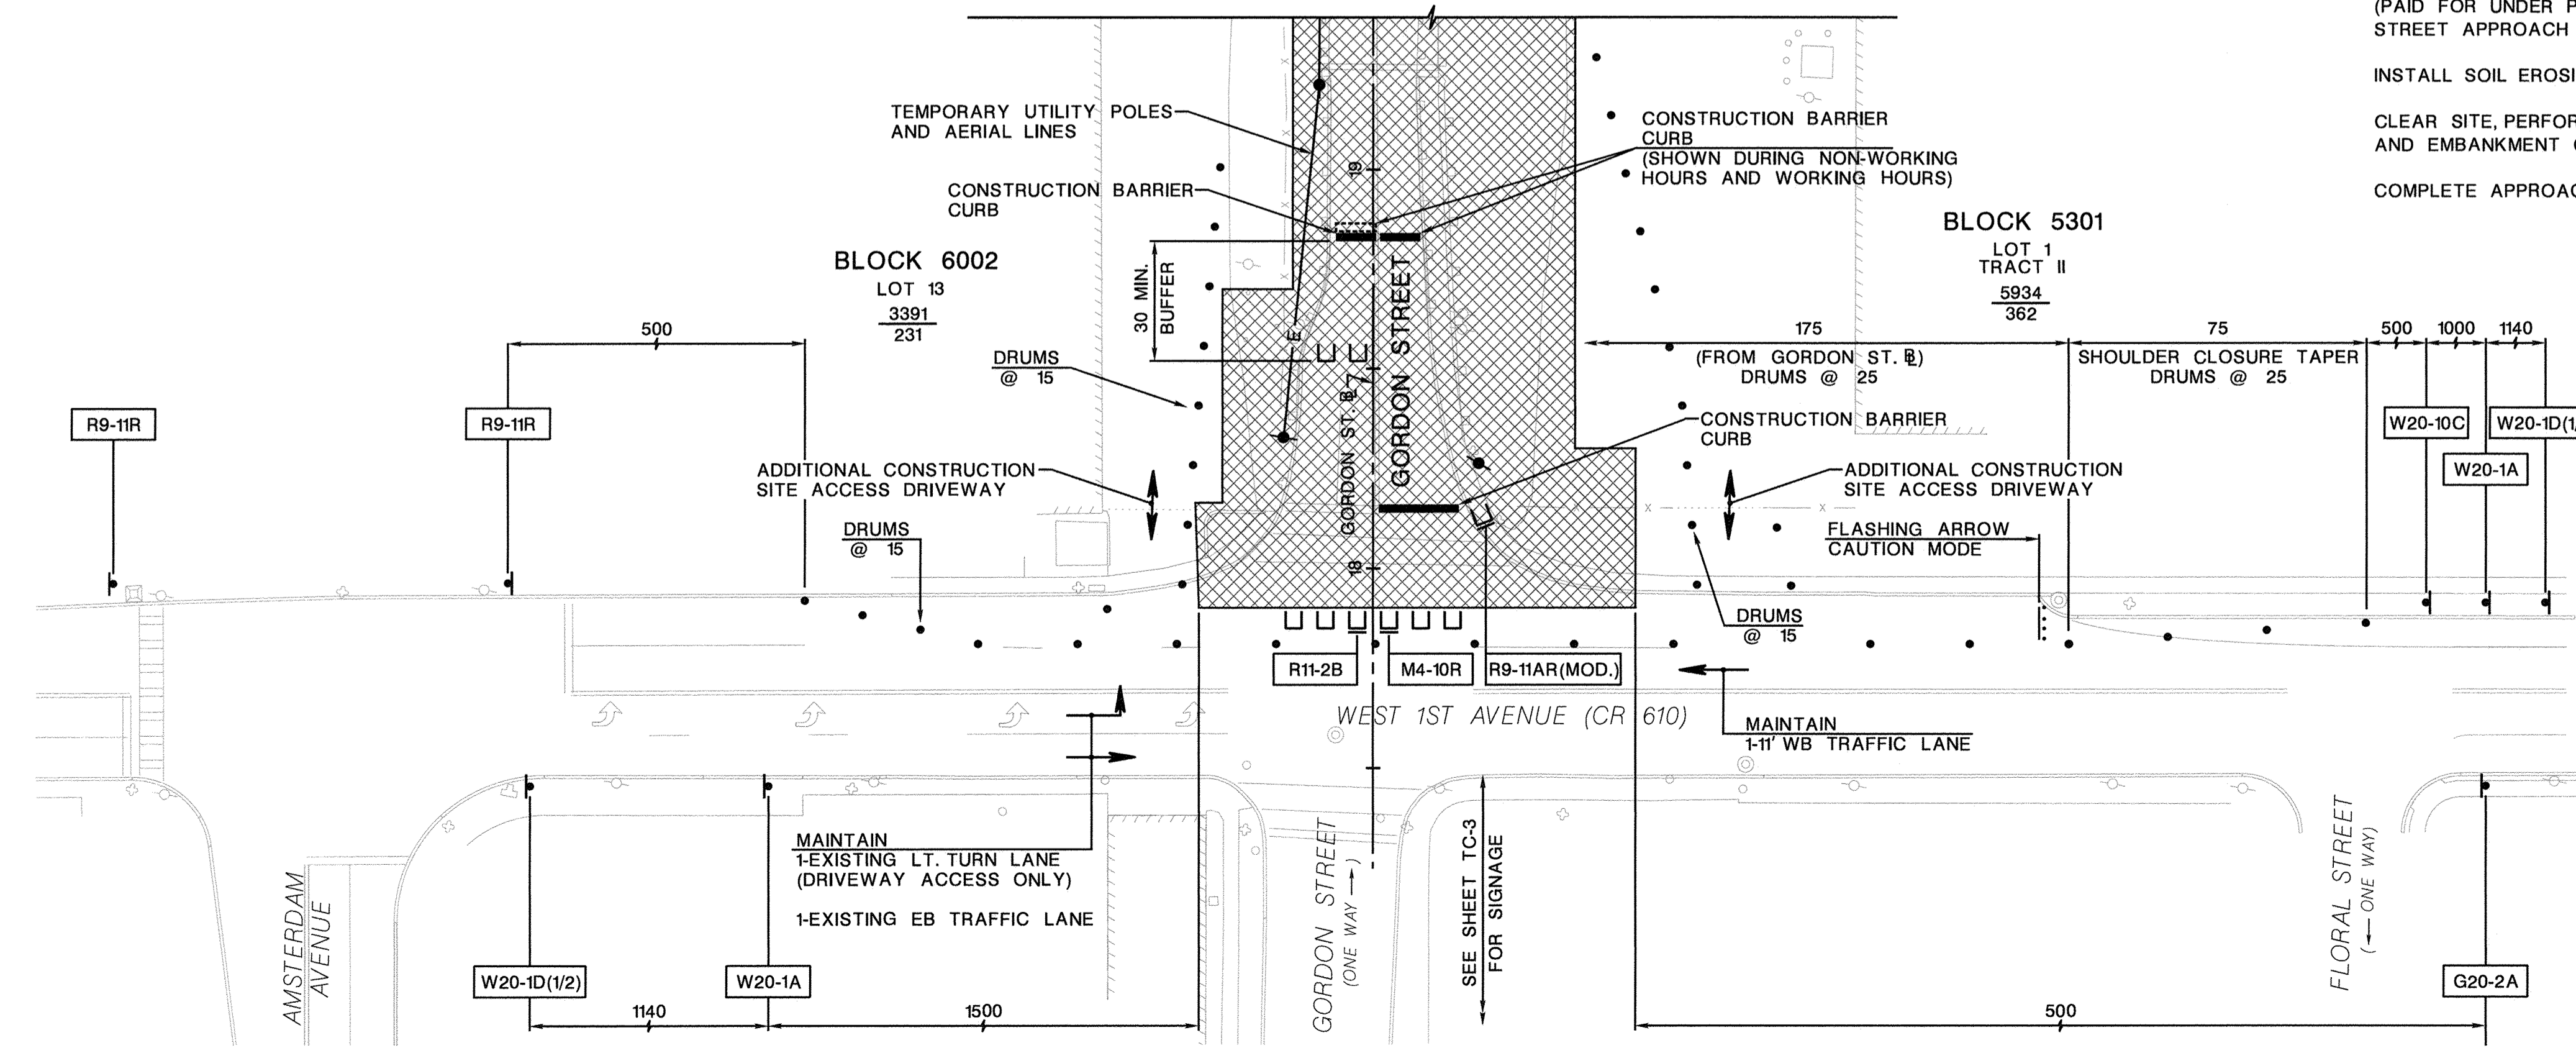 (PAID FOR UNDER
STREET APPROACH
INSTALL SOIL
CLEAR SITE,
AND EMBANKMENT
COMPLETE
TEMPORARY UTILITY POLES
AND AERIAL LINES
CONSTRUCTION BARRIER
CURB
CONSTRUCTION BARRIER
CURB
(SHOWN DURING NON-WORKING
HOURS AND WORKING HOURS)
19
BLOCK 6002
LOT 13
3391
231
30 MIN.
BUFFER
BLOCK 5301
LOT 1
TRACT II
5934
362
500
DRUMS
@ 15
E
GORDON STREET
GORDON ST. BL
175
(FROM GORDON ST. BL)
DRUMS @ 25
75
SHOULDER CLOSURE TAPER
DRUMS @ 25
500
1000
1140
R9-11R
R9-11R
CONSTRUCTION BARRIER
CURB
W20-10C
W20-1D(1/
W20-1A
ADDITIONAL CONSTRUCTION
SITE ACCESS DRIVEWAY
ADDITIONAL CONSTRUCTION
SITE ACCESS DRIVEWAY
DRUMS
@ 15
X
X
FLASHING ARROW
CAUTION MODE
18
DRUMS
@ 15
R11-2B
M4-10R
R9-11AR(MOD.)
WEST 1ST AVENUE (CR 610)
MAINTAIN
1-11' WB TRAFFIC LANE
MAINTAIN
1-EXISTING LT. TURN LANE
(DRIVEWAY ACCESS ONLY)
1-EXISTING EB TRAFFIC LANE
AMSTERDAM
AVENUE
GORDON STREET
(ONE WAY →)
SEE SHEET TC-3
FOR SIGNAGE
FLORAL STREET
(← ONE WAY)
W20-1D(1/2)
W20-1A
G20-2A
1140
1500
500